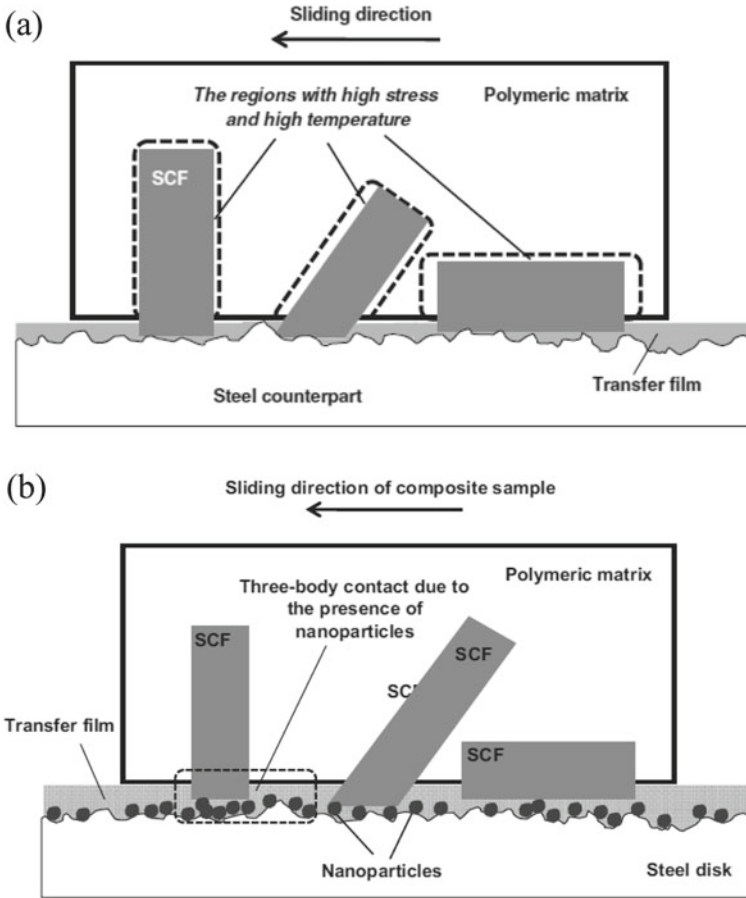 (a)
Sliding direction
The regions with high stress
and high temperature
Polymeric matrix
SCF
Transfer film
Steel counterpart
(b)
Sliding direction of composite sample
Polymeric matrix
Three-body contact due to
the presence of
nanoparticles
SCF
SCF
SCF
SCF
Transfer film
Nanoparticles
Steel disk